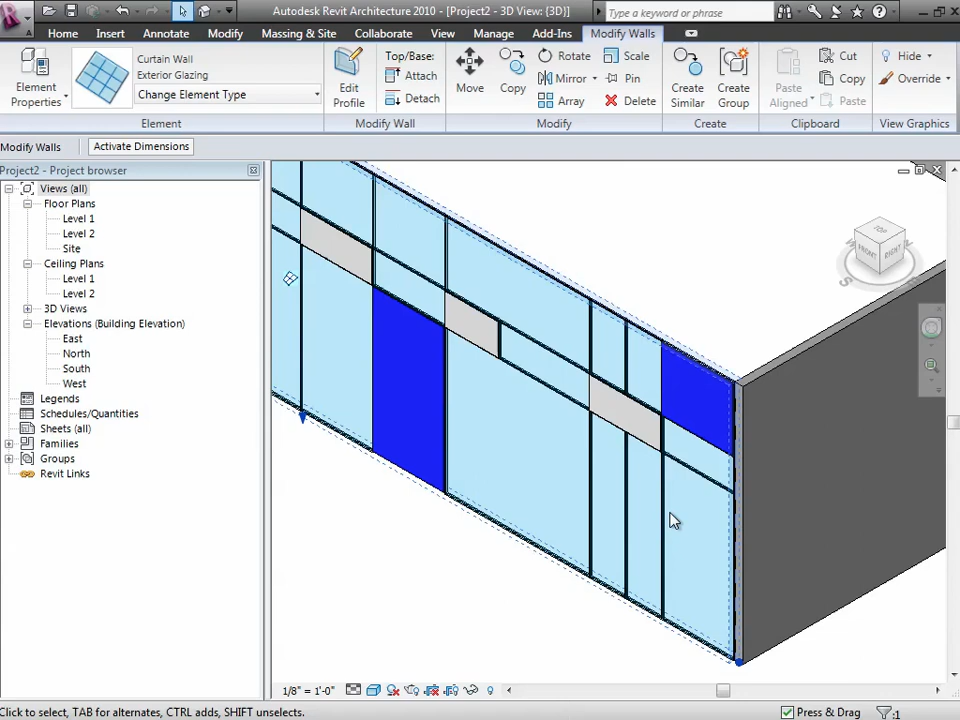 Autodesk Revit Architecture 2010 - [Project2 - 3D View: {3D}]
Type a keyword or phrase
Home Insert Annotate Modify Massing & Site Collaborate View Manage Add-Ins Modify Walls
Element Properties
Curtain Wall
Exterior Glazing
Change Element Type
Element
Edit Profile
Top/Base:
Attach
Detach
Modify Wall
Move
Copy
Rotate
Mirror
Array
Scale
Pin
Delete
Modify
Create Similar
Create Group
Create
Paste Aligned
Cut
Copy
Paste
Clipboard
Hide
Override
View Graphics
Modify Walls
Activate Dimensions
Project2 - Project browser
Views (all)
Floor Plans
Level 1
Level 2
Site
Ceiling Plans
Level 1
Level 2
3D Views
Elevations (Building Elevation)
East
North
South
West
Legends
Schedules/Quantities
Sheets (all)
Families
Groups
Revit Links
TOP
FRONT
RIGHT
S
1/8" = 1'-0"
Click to select, TAB for alternates, CTRL adds, SHIFT unselects.
Press & Drag
:1